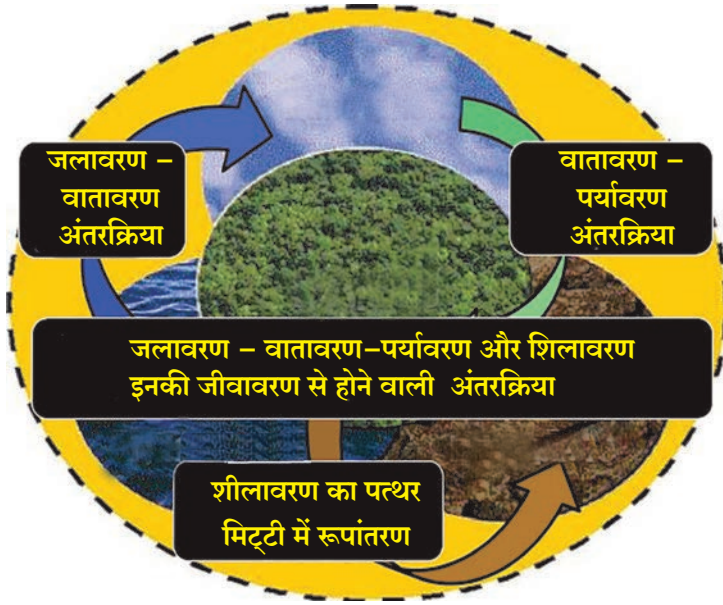 जलावरण –
वातावरण
अंतरक्रिया
वातावरण –
पर्यावरण
अंतरक्रिया
जलावरण – वातावरण–पर्यावरण और शिलावरण
इनकी जीवावरण से होने वाली अंतरक्रिया
शीलावरण का पत्थर
मिट्टी में रूपांतरण